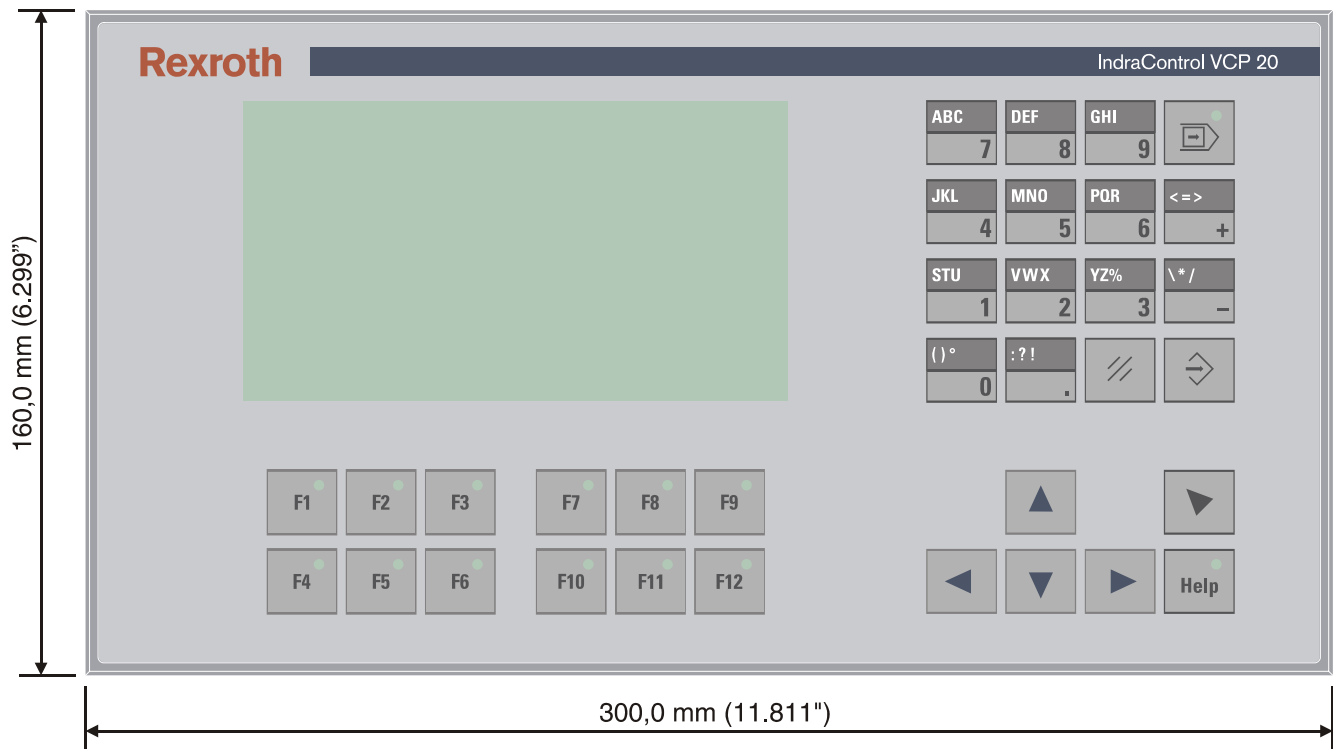 Rexroth
IndraControl VCP 20
ABC DEF GHI
7 8 9
JKL MNO PQR <=>
4 5 6 +
STU VWX YZ% \*/
1 2 3 –
()° :?!
0 .
F1 F2 F3 F7 F8 F9
F4 F5 F6 F10 F11 F12 Help
160,0 mm (6.299”)
300,0 mm (11.811")